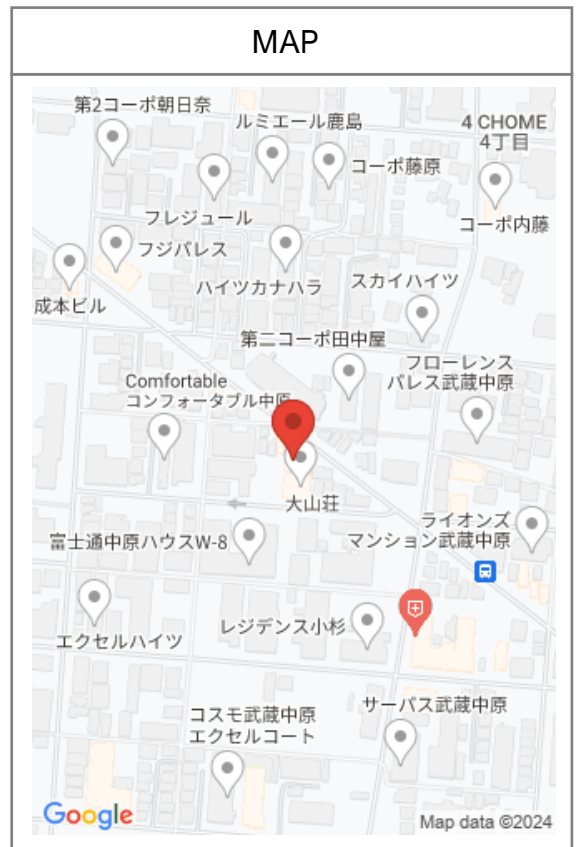 MAP
第2コーポ朝日奈
ルミエール鹿島
4 CHOME
4丁目
コーポ藤原
フレジュール
コーポ内藤
フジパレス
ハイツカナハラ
スカイハイツ
成本ビル
第二コーポ田中屋
フローレンス
パレス武蔵中原
Comfortable
コンフォータブル中原
大山荘
ライオンズ
マンション武蔵中原
富士通中原ハウスW-8
レジデンス小杉
エクセルハイツ
サーパス武蔵中原
コスモ武蔵中原
エクセルコート
Google
Map data ©2024